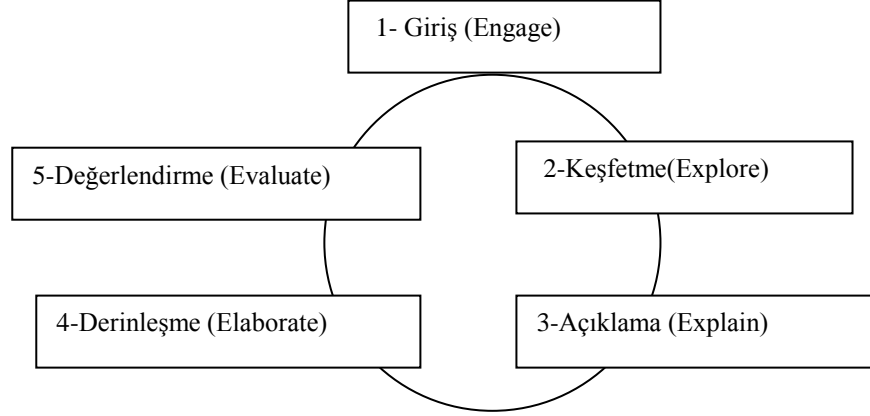 1- Giriş (Engage)
2-Keşfetme(Explore)
3-Açıklama (Explain)
4-Derinleşme (Elaborate)
5-Değerlendirme (Evaluate)